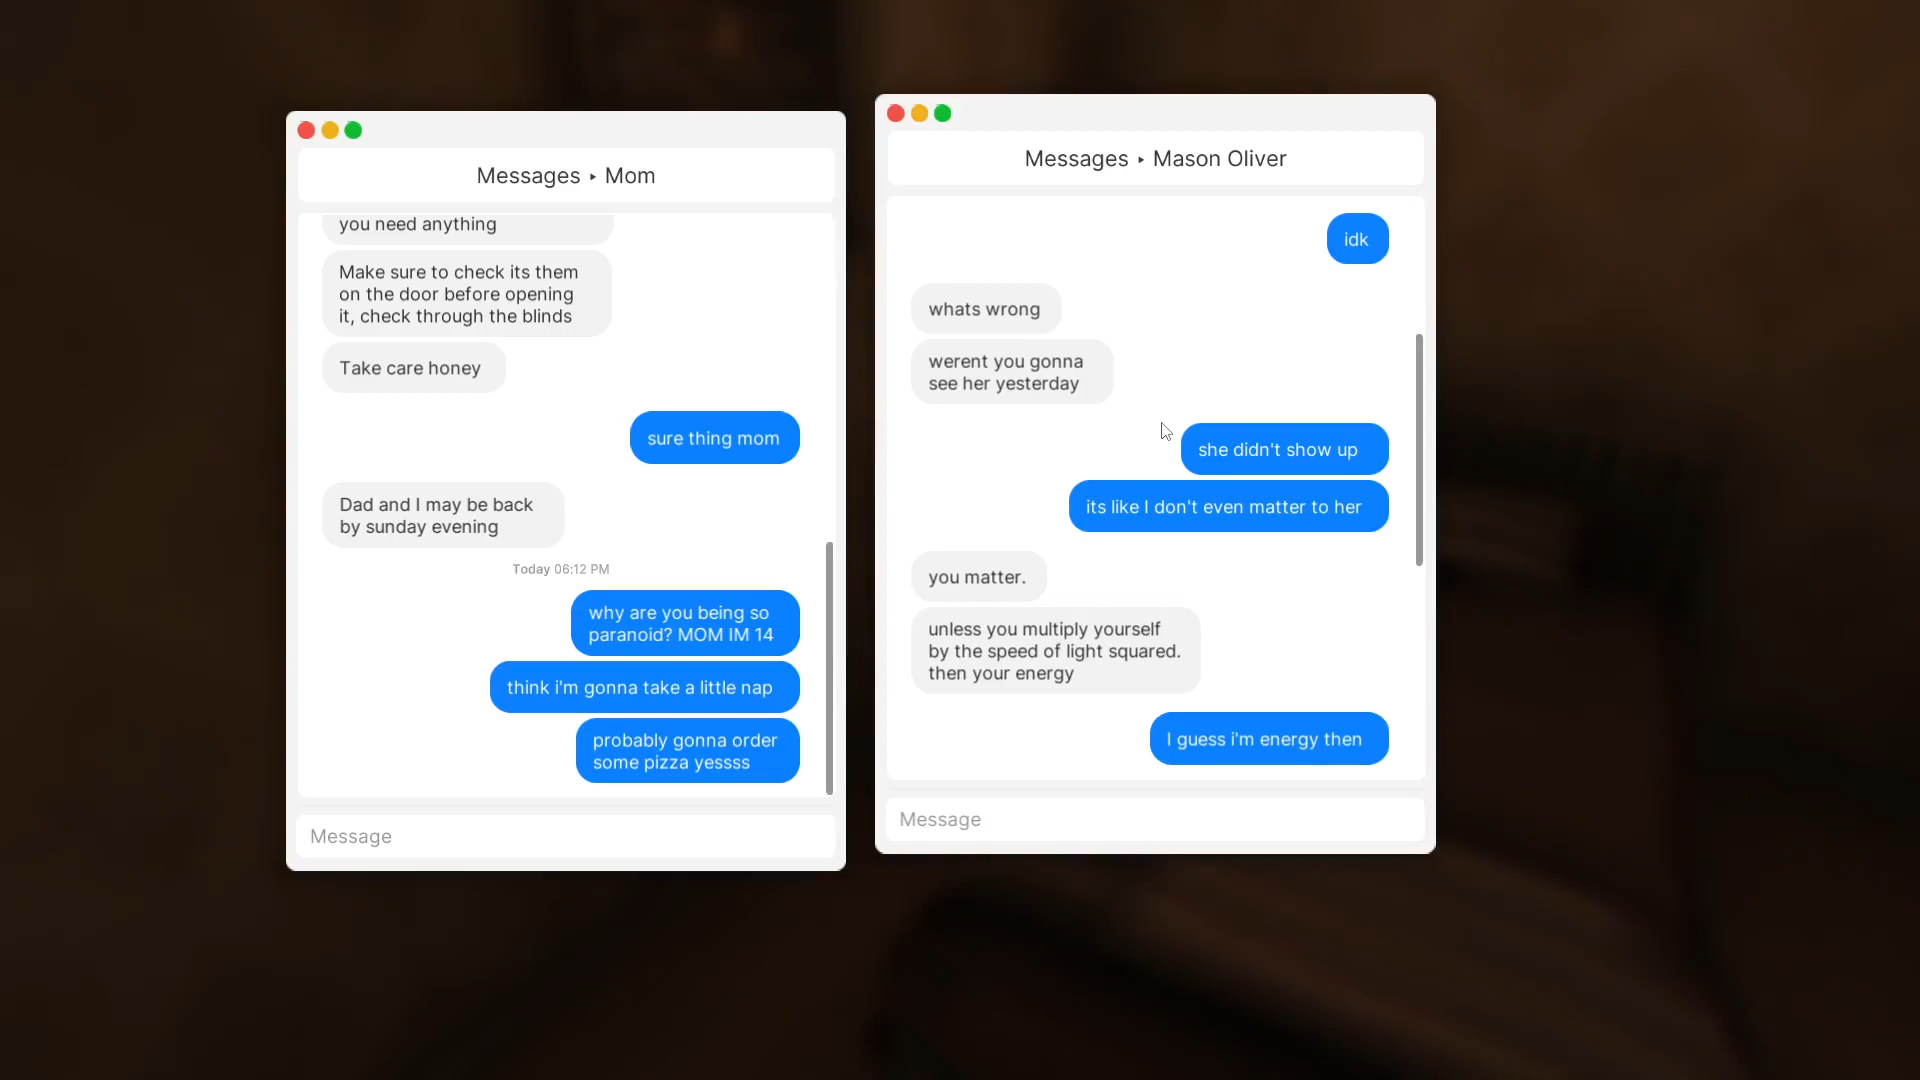 Messages ‣ Mom
you need anything
Make sure to check its them
on the door before opening
it, check through the blinds
Take care honey
sure thing mom
Dad and I may be back
by sunday evening
Today 06:12 PM
why are you being so
paranoid? MOM IM 14
think i'm gonna take a little nap
probably gonna order
some pizza yessss
Message
Messages ‣ Mason Oliver
idk
whats wrong
werent you gonna
see her yesterday
she didn't show up
its like I don't even matter to her
you matter.
unless you multiply yourself
by the speed of light squared.
then your energy
I guess i'm energy then
Message